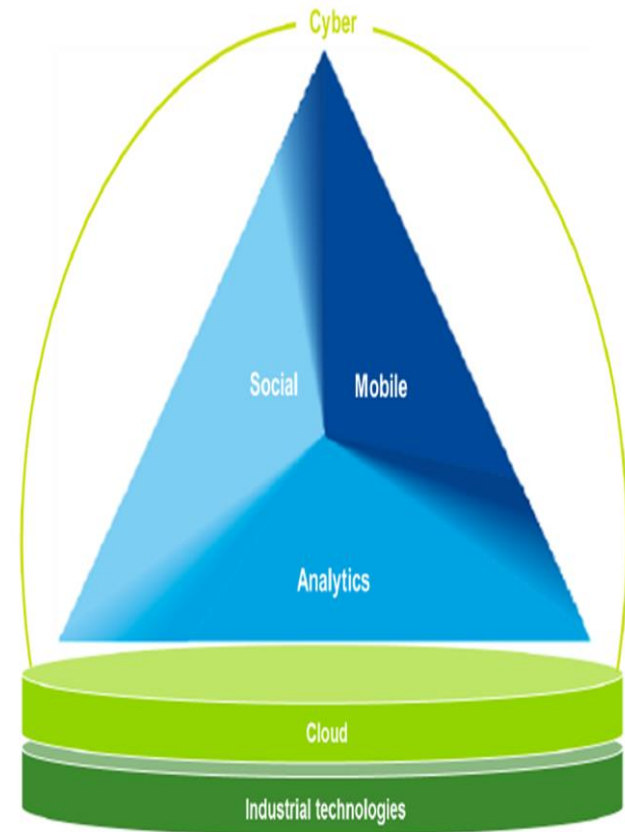 Cyber
Social
Mobile
Analytics
Cloud
Industrial technologies